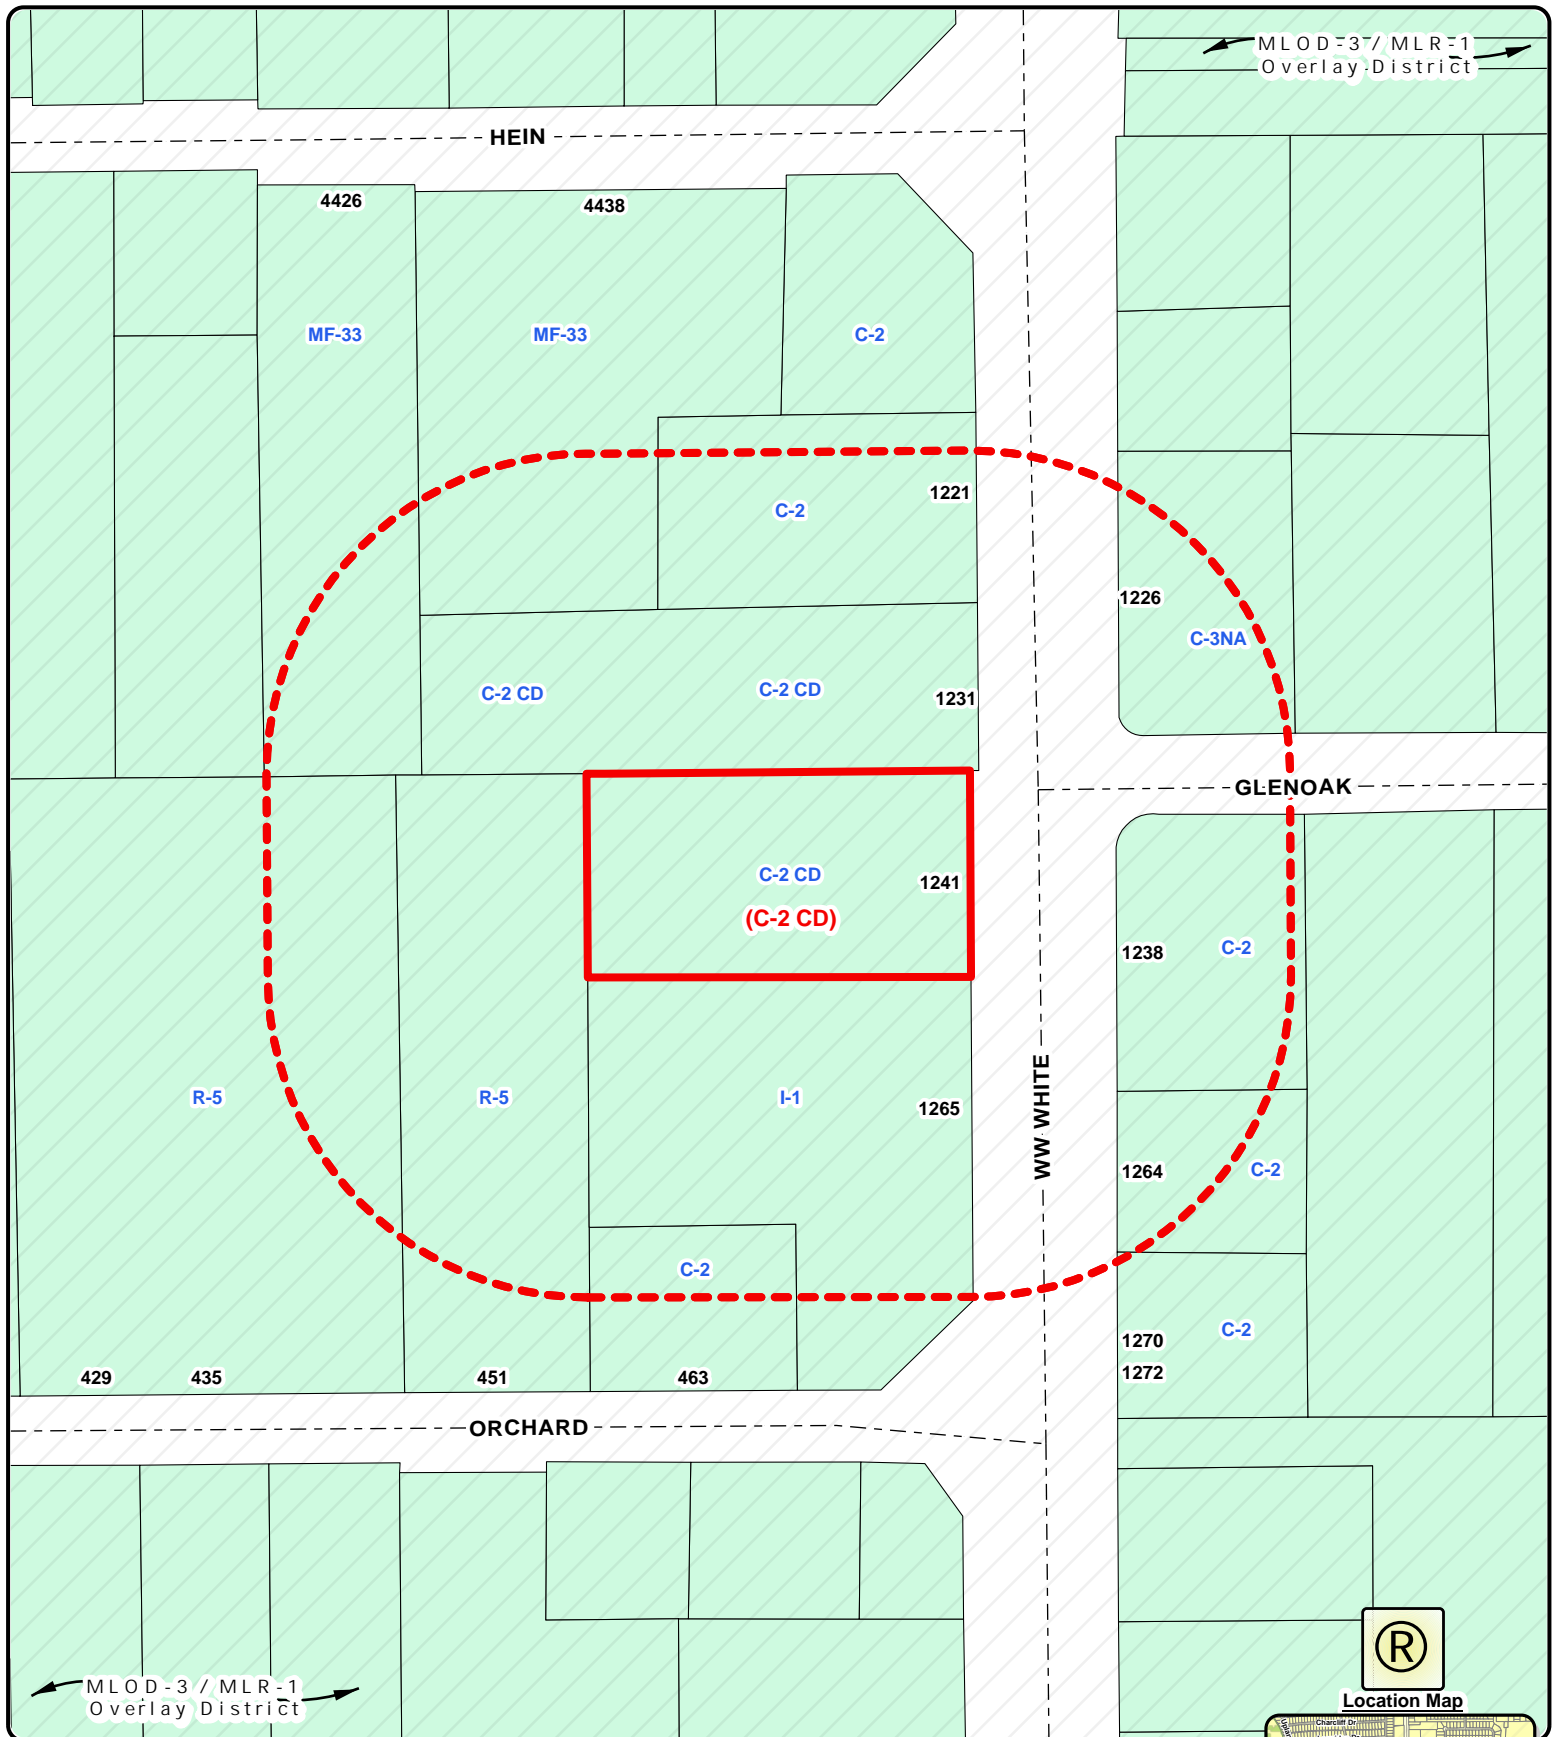 MLOD-3 / MLR-1
Overlay District
HEIN
4426
4438
MF-33
MF-33
C-2
1221
C-2
1226
C-3NA
C-2 CD
C-2 CD
1231
GLENOAK
C-2 CD
1241
(C-2 CD)
1238
C-2
WW WHITE
R-5
R-5
I-1
1265
1264
C-2
C-2
1270
C-2
1272
429
435
451
463
ORCHARD
MLOD-3 / MLR-1
Overlay District
R
Location Map
Charcliff Dr